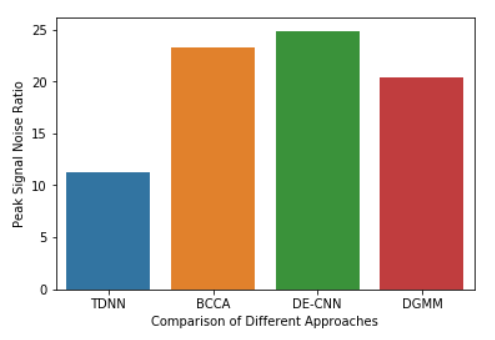 Peak Signal Noise Ratio
25
20
15
10
5
0
TDNN BCCA DE-CNN DGMM
Comparison of Different Approaches